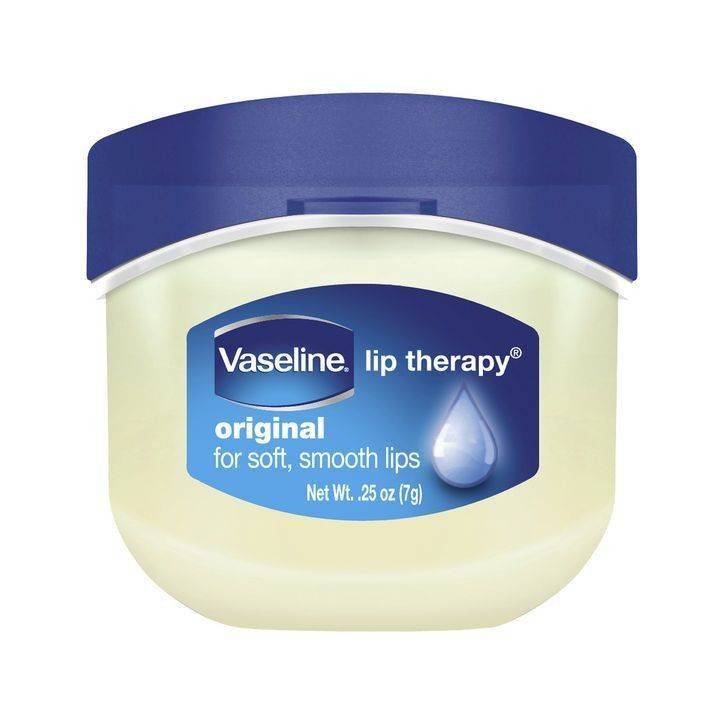 Vaseline. lip therapy®
original
for soft, smooth lips
Net Wt. .25 oz (7g)